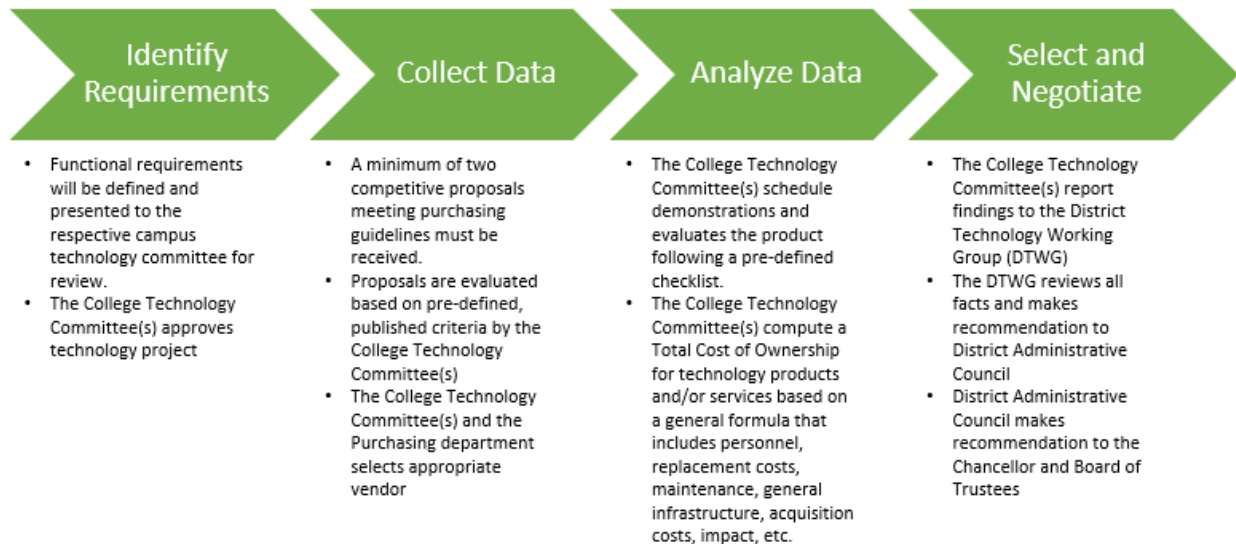 Identify
Requirements
• Functional requirements
will be defined and
presented to the
respective campus
technology committee for
review.
• The College Technology
Committee(s) approves
technology project
Collect Data
• A minimum of two
competitive proposals
meeting purchasing
guidelines must be
received.
• Proposals are evaluated
based on pre-defined,
published criteria by the
College Technology
Committee(s)
• The College Technology
Committee(s) and the
Purchasing department
selects appropriate
vendor
Analyze Data
• The College Technology
Committee(s) schedule
demonstrations and
evaluates the product
following a pre-defined
checklist.
• The College Technology
Committee(s) compute a
Total Cost of Ownership
for technology products
and/or services based on
a general formula that
includes personnel,
replacement costs,
maintenance, general
infrastructure, acquisition
costs, impact, etc.
Select and
Negotiate
• The College Technology
Committee(s) report
findings to the District
Technology Working
Group (DTWG)
• The DTWG reviews all
facts and makes
recommendation to
District Administrative
Council
• District Administrative
Council makes
recommendation to the
Chancellor and Board of
Trustees